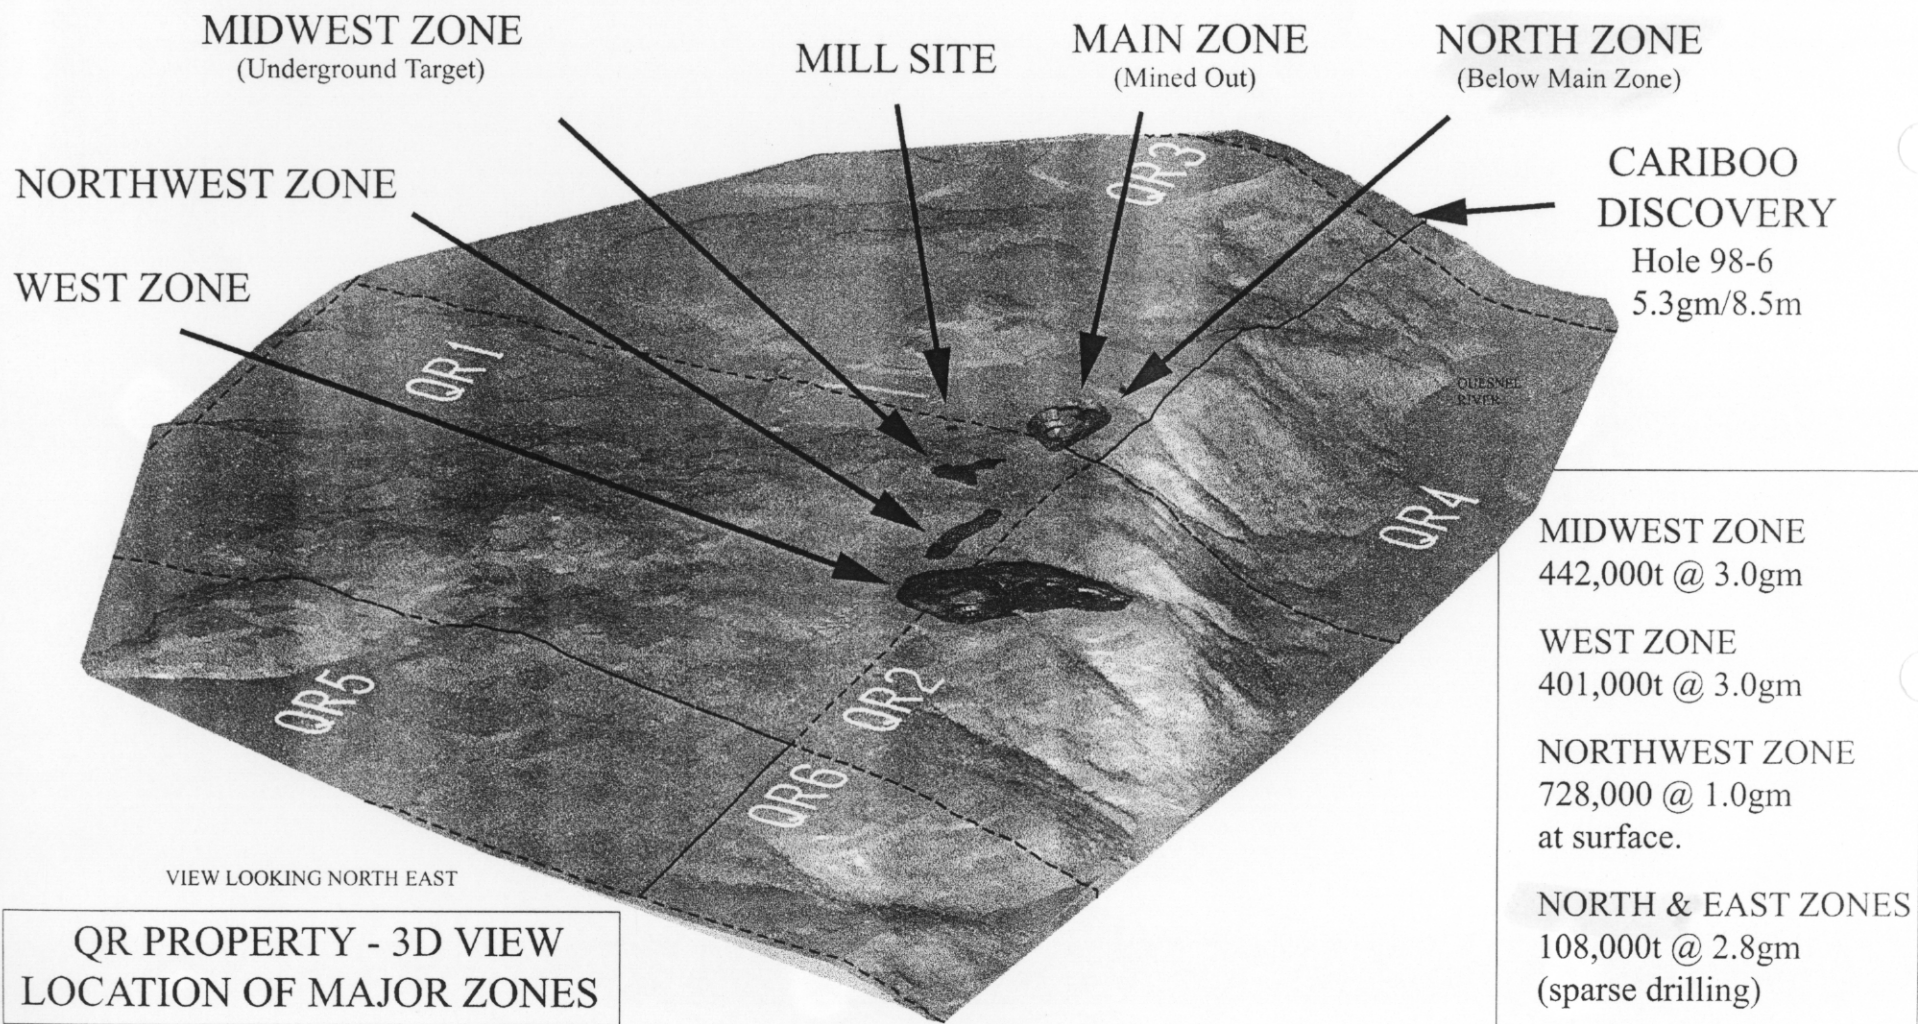 MIDWEST ZONE
(Underground Target)
MILL SITE
MAIN ZONE
(Mined Out)
NORTH ZONE
(Below Main Zone)
NORTHWEST ZONE
WEST ZONE
CARIBOO
DISCOVERY
Hole 98-6
5.3gm/8.5m
QR3
QR1
QUESNEL
RIVER
QR4
QR5
QR2
QR6
MIDWEST ZONE
442,000t @ 3.0gm
WEST ZONE
401,000t @ 3.0gm
NORTHWEST ZONE
728,000 @ 1.0gm
at surface.
NORTH & EAST ZONES
108,000t @ 2.8gm
(sparse drilling)
VIEW LOOKING NORTH EAST
QR PROPERTY - 3D VIEW
LOCATION OF MAJOR ZONES